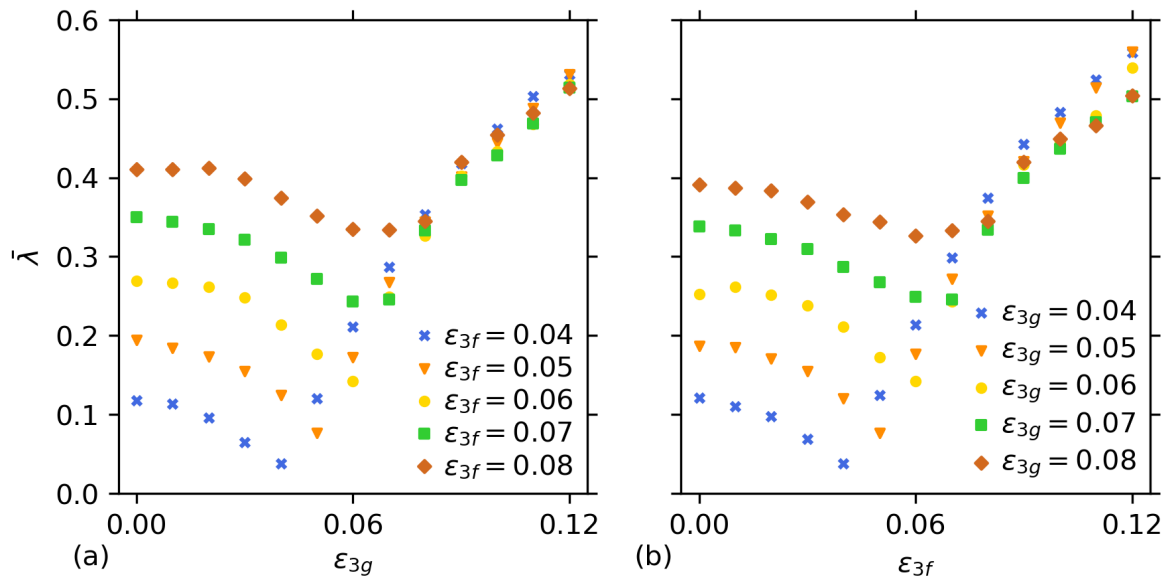 0.6
0.5
0.4
0.3
0.2
0.1
0.0
λ̄
ε3f = 0.04
ε3f = 0.05
ε3f = 0.06
ε3f = 0.07
ε3f = 0.08
0.00 0.06 0.12
(a) ε3g
ε3g = 0.04
ε3g = 0.05
ε3g = 0.06
ε3g = 0.07
ε3g = 0.08
0.00 0.06 0.12
(b) ε3f